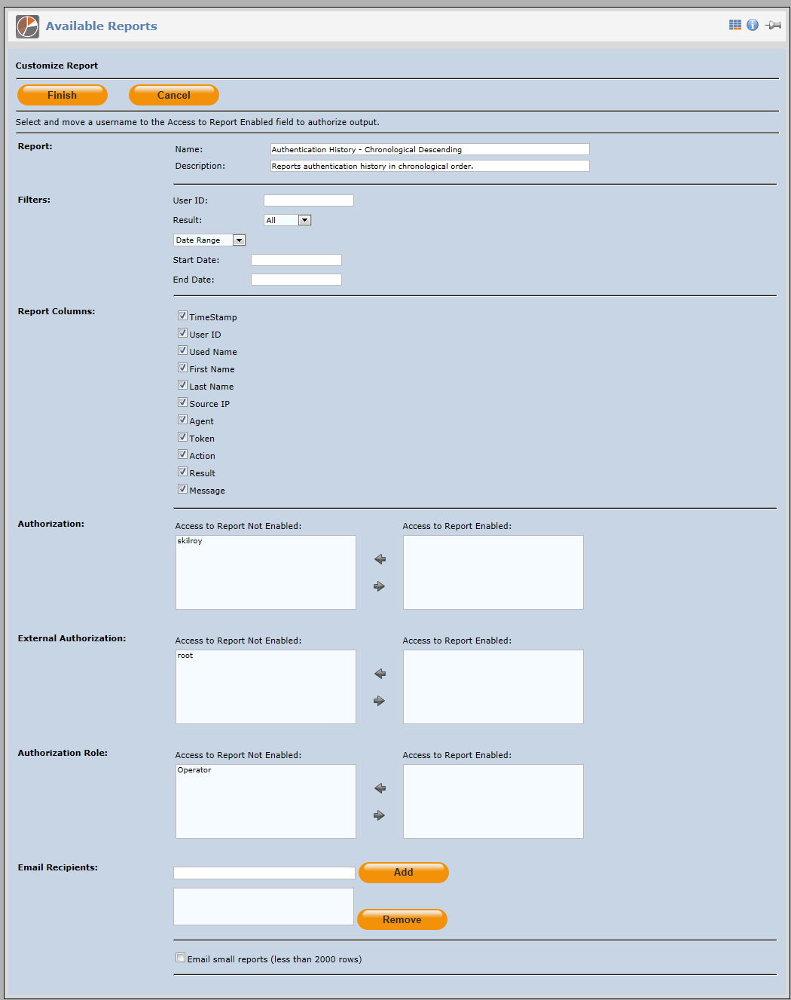 Available Reports
Customize Report
Finish Cancel
Select and move a username to the Access to Report Enabled field to authorize output.
Report: Name: Authentication History - Chronological Descending
Description: Reports authentication history in chronological order.
Filters: User ID:
Result: All
Date Range
Start Date:
End Date:
Report Columns:
TimeStamp
User ID
Used Name
First Name
Last Name
Source IP
Agent
Token
Action
Result
Message
Authorization: Access to Report Not Enabled: Access to Report Enabled:
skilroy
External Authorization: Access to Report Not Enabled: Access to Report Enabled:
root
Authorization Role: Access to Report Not Enabled: Access to Report Enabled:
Operator
Email Recipients: Add
Remove
Email small reports (less than 2000 rows)